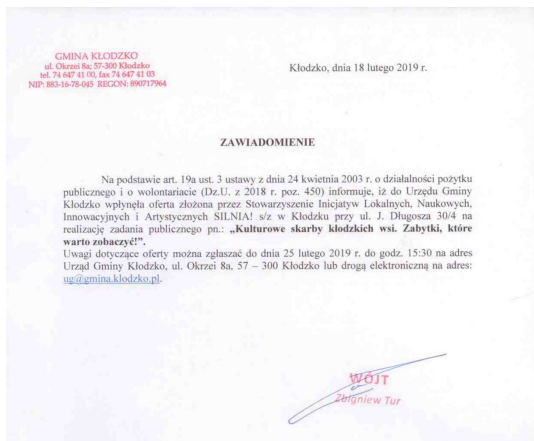 GMINA KŁODZKO
ul. Okrzei 8a; 57-300 Kłodzko
tel. 74 647 41 00, fax 74 647 41 03
NIP: 883-16-78-045 REGON: 890717964
Kłodzko, dnia 18 lutego 2019 r.
ZAWIADOMIENIE
Na podstawie art. 19a ust. 3 ustawy z dnia 24 kwietnia 2003 r. o działalności pożytku
publicznego i o wolontariacie (Dz.U. z 2018 r. poz. 450) informuję, iż do Urzędu Gminy
Kłodzko wpłynęła oferta złożona przez Stowarzyszenie Inicjatyw Lokalnych, Naukowych,
Innowacyjnych i Artystycznych SILNIA! s/z w Kłodzku przy ul. J. Długosza 30/4 na
realizację zadania publicznego pn.: „Kulturowe skarby kłodzkich wsi. Zabytki, które
warto zobaczyć!”.
Uwagi dotyczące oferty można zgłaszać do dnia 25 lutego 2019 r. do godz. 15:30 na adres
Urząd Gminy Kłodzko, ul. Okrzei 8a, 57 – 300 Kłodzko lub drogą elektroniczną na adres:
ug@gmina.klodzko.pl.
WÓJT
Zbigniew Tur